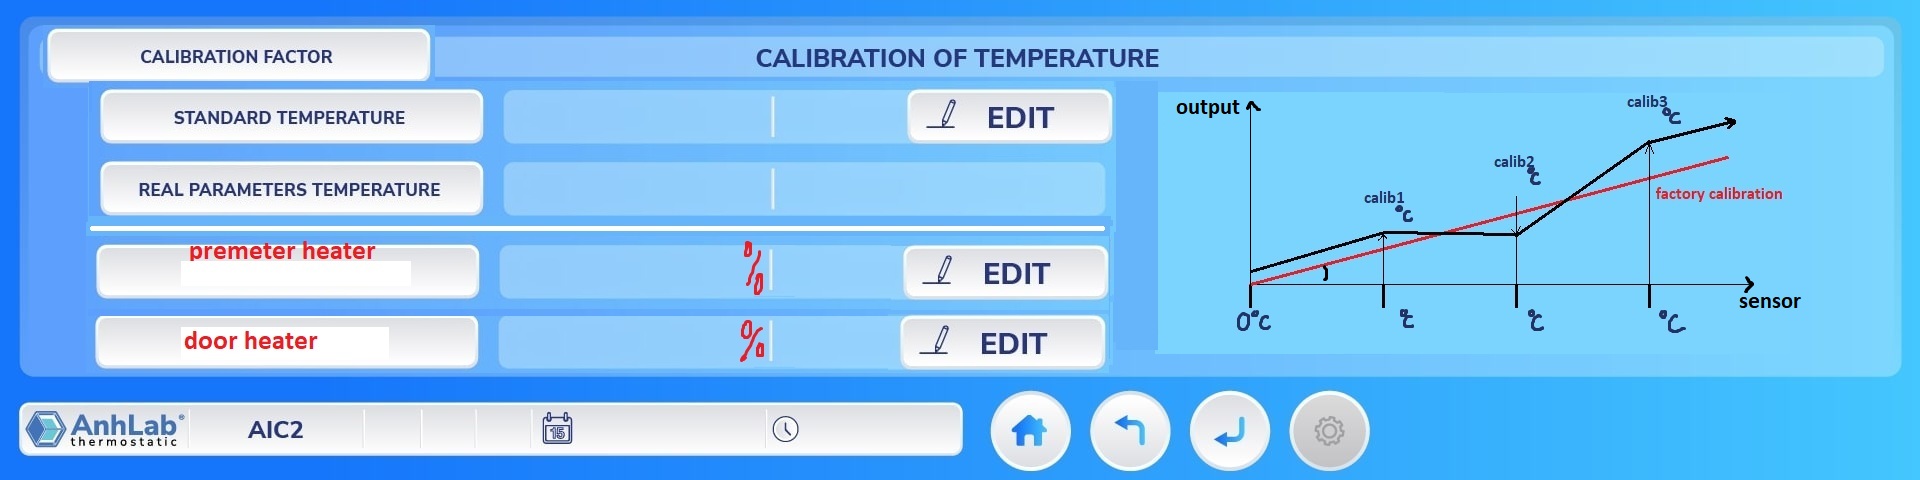 CALIBRATION FACTOR
CALIBRATION OF TEMPERATURE
STANDARD TEMPERATURE
EDIT
REAL PARAMETERS TEMPERATURE
premeter heater
%
EDIT
door heater
%
EDIT
output
calib3
°C
calib2
°C
calib1
°C
factory calibration
sensor
0°C
°C
°C
°C
AnhLab®
thermostatic
AIC2
15